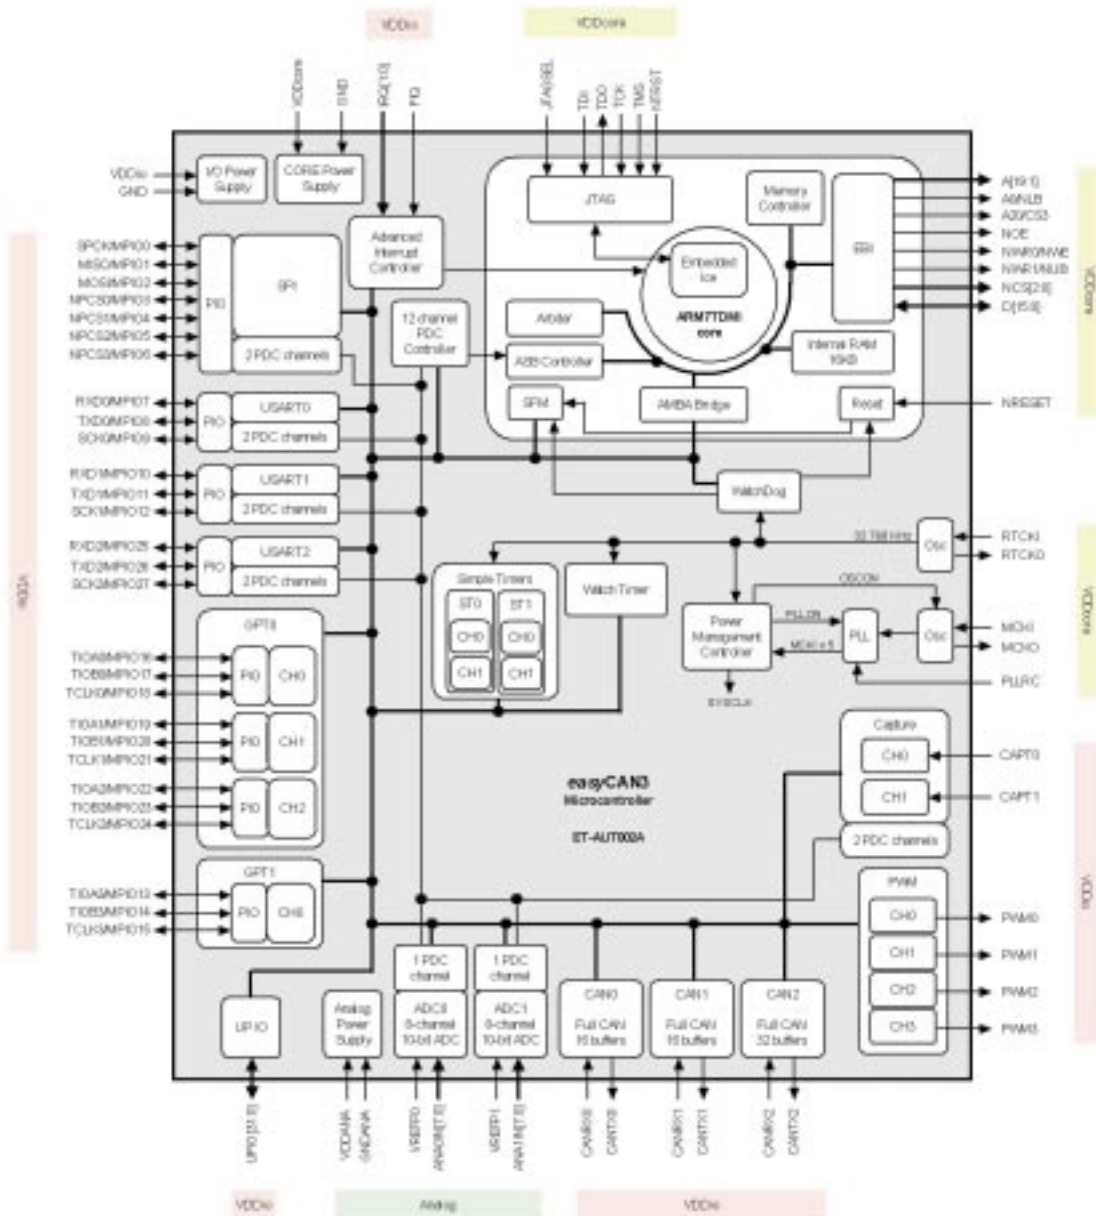 VDDio
VDDcore
VDDcore
GND
IRQ[1:0]
FIQ
JTAGSEL
TDI
TDO
TCK
TMS
NTRST
VDDio
GND
I/O Power
Supply
CORE Power
Supply
JTAG
Memory
Controller
EBI
A[19:1]
A0/NLB
A20/CS3
NOE
NWR0/NWE
NWR1/NUB
NCS[2:0]
D[15:0]
VDDcore
Advanced
Interrupt
Controller
Embedded
Ice
ARM7TDMI
core
SPCK/MPIO0
MISO/MPIO1
MOSI/MPIO2
NPCS0/MPIO3
NPCS1/MPIO4
NPCS2/MPIO5
NPCS3/MPIO6
PIO
SPI
2 PDC channels
12 channel
PDC
Controller
Arbiter
ASB Controller
Internal RAM
16KB
SFM
AMBA Bridge
Reset
NRESET
RXD0/MPIO7
TXD0/MPIO8
SCK0/MPIO9
PIO
USART0
2 PDC channels
RXD1/MPIO10
TXD1/MPIO11
SCK1/MPIO12
PIO
USART1
2 PDC channels
WatchDog
RXD2/MPIO25
TXD2/MPIO26
SCK2/MPIO27
PIO
USART2
2 PDC channels
VDDio
32.768 kHz
Osc
RTCKI
RTCKO
Simple Timers
ST0
ST1
CH0
CH0
CH1
CH1
Watch Timer
OSCON
Power
Management
Controller
PLLON
MCKI x 5
PLL
Osc
MCKI
MCKO
PLLRC
SYSCLK
VDDcore
GPT0
TIOA0/MPIO16
TIOB0/MPIO17
TCLK0/MPIO18
PIO
CH0
TIOA1/MPIO19
TIOB1/MPIO20
TCLK1/MPIO21
PIO
CH1
TIOA2/MPIO22
TIOB2/MPIO23
TCLK2/MPIO24
PIO
CH2
Capture
CH0
CH1
CAPT0
CAPT1
2 PDC channels
easyCAN3
Microcontroller
ET-AUT002A
GPT1
TIOA3/MPIO13
TIOB3/MPIO14
TCLK3/MPIO15
PIO
CH0
PWM
CH0
CH1
CH2
CH3
PWM0
PWM1
PWM2
PWM3
VDDio
UPIO
Analog
Power
Supply
1 PDC
channel
ADC0
8-channel
10-bit ADC
1 PDC
channel
ADC1
8-channel
10-bit ADC
CAN0
Full CAN
16 buffers
CAN1
Full CAN
16 buffers
CAN2
Full CAN
32 buffers
VDDANA
GNDANA
VREFP0
ANA0IN[7:0]
VREFP1
ANA1IN[7:0]
CANRX0
CANTX0
CANRX1
CANTX1
CANRX2
CANTX2
VDDio
Analog
VDDio